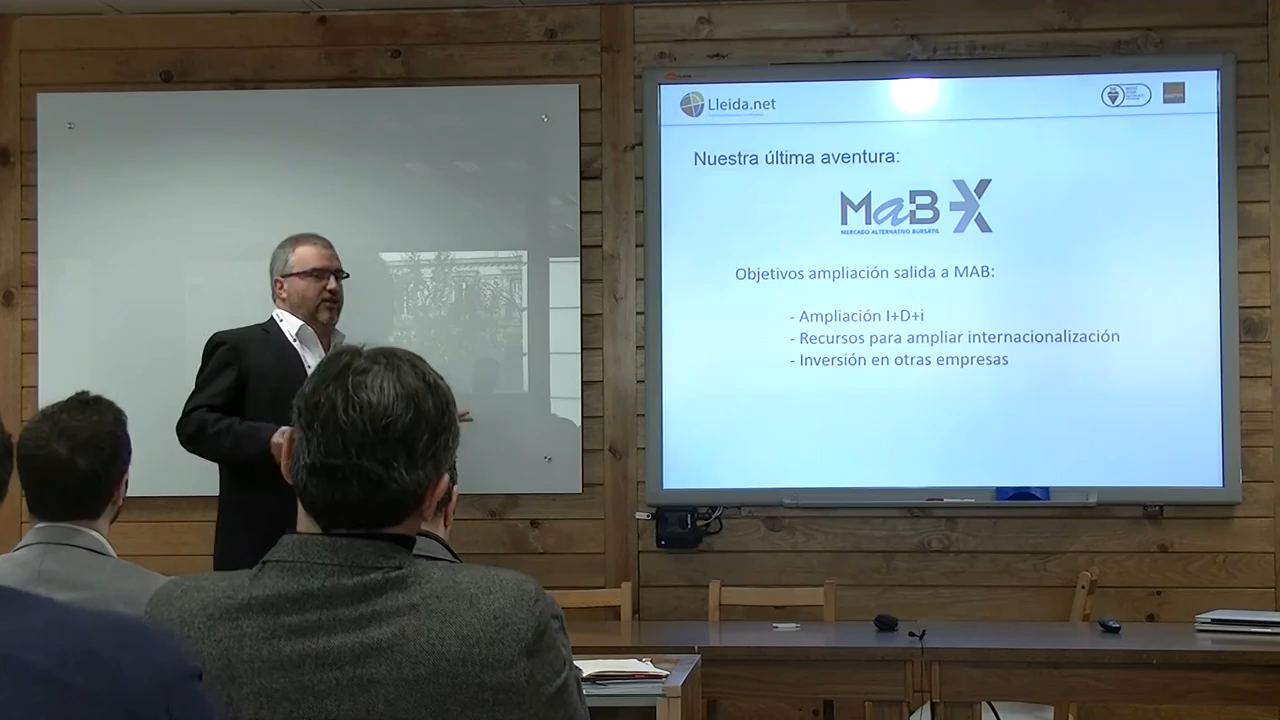 Lleida.net
Nuestra última aventura:
MaB
MERCADO ALTERNATIVO BURSÁTIL
Objetivos ampliación salida a MAB:
- Ampliación I+D+i
- Recursos para ampliar internacionalización
- Inversión en otras empresas